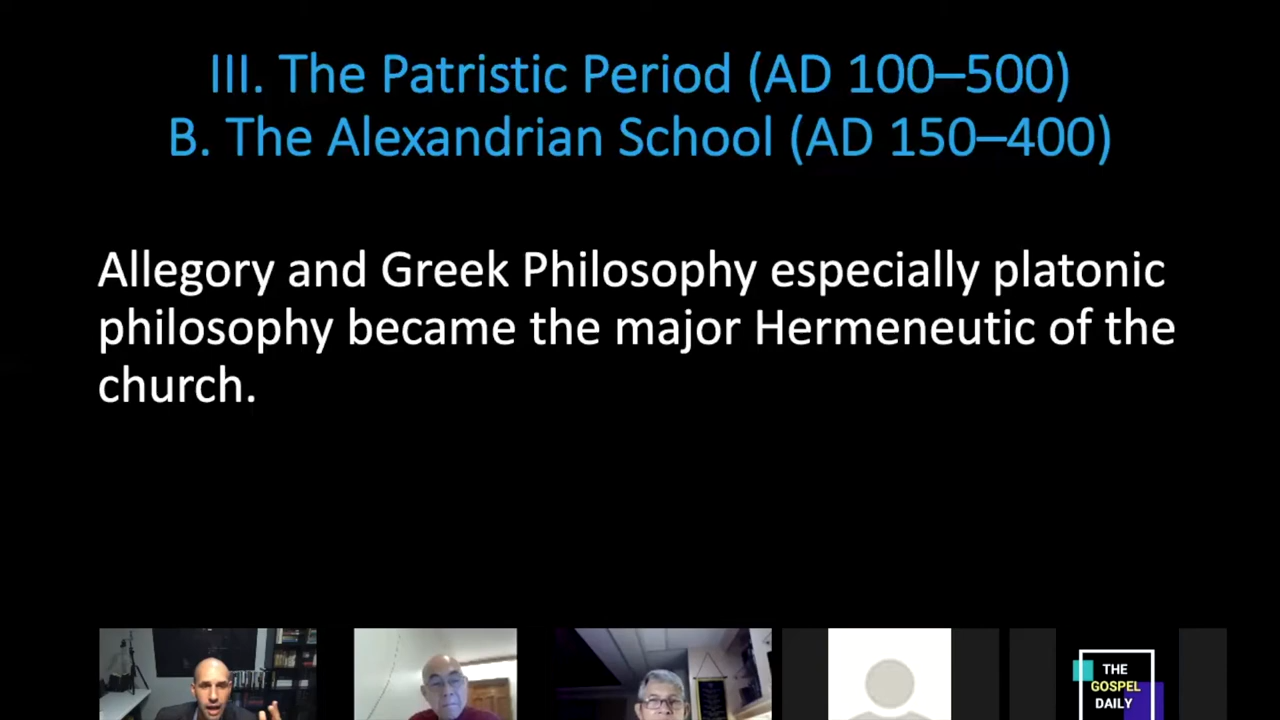 III. The Patristic Period (AD 100–500)
B. The Alexandrian School (AD 150–400)
Allegory and Greek Philosophy especially platonic
philosophy became the major Hermeneutic of the
church.
THE
GOSPEL
DAILY